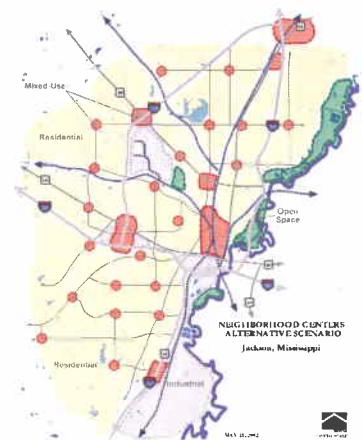 Mixed-Use
Residential
Open
Space
NEIGHBORHOOD CENTERS
ALTERNATIVE SCENARIO
Jackson, Mississippi
Residential
Industrial